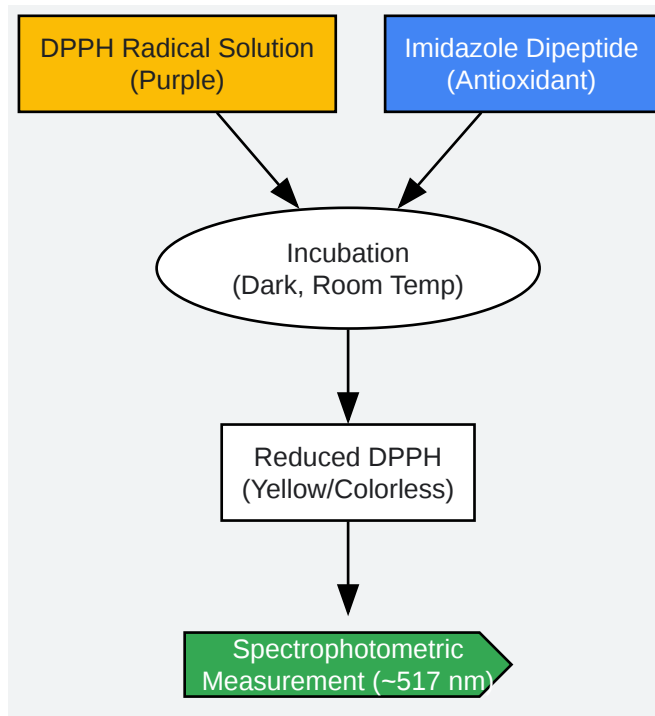 DPPH Radical Solution
(Purple)
Imidazole Dipeptide
(Antioxidant)
Incubation
(Dark, Room Temp)
Reduced DPPH
(Yellow/Colorless)
Spectrophotometric
Measurement (~517 nm)